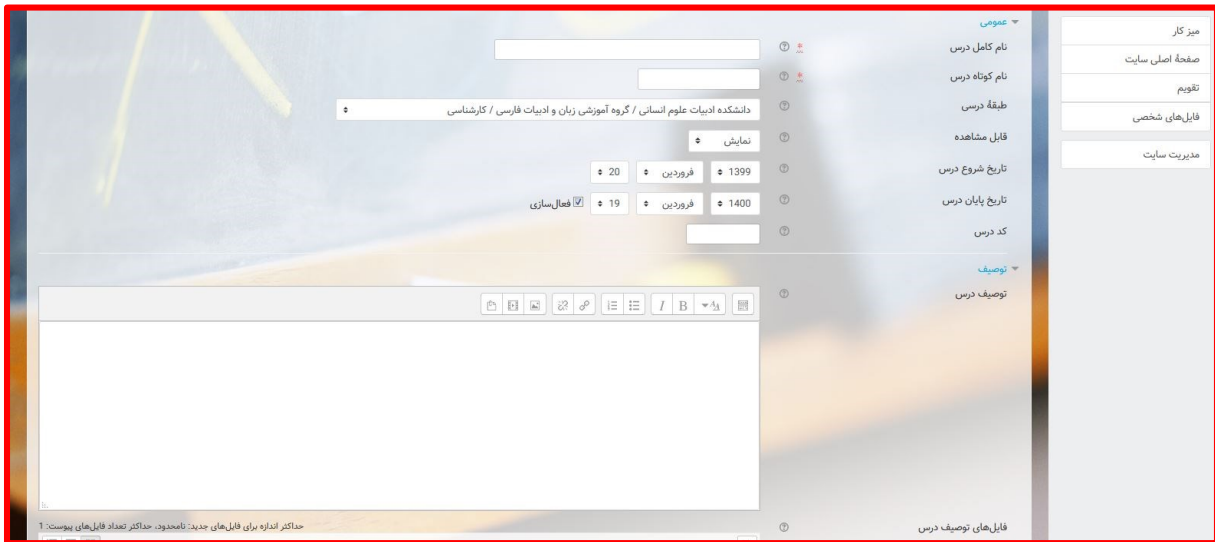 میز کار
صفحهٔ اصلی سایت
تقویم
فایل‌های شخصی
مدیریت سایت
عمومی
نام کامل درس
نام کوتاه درس
طبقهٔ درسی دانشکده ادبیات علوم انسانی / گروه آموزشی زبان و ادبیات فارسی / کارشناسی
قابل مشاهده نمایش
تاریخ شروع درس 1399 فروردین 20
تاریخ پایان درس 1400 فروردین 19 فعال‌سازی
کد درس
توصیف
توصیف درس
B I
فایل‌های توصیف درس حداکثر اندازه برای فایل‌های جدید: نامحدود، حداکثر تعداد فایل‌های پیوست: 1